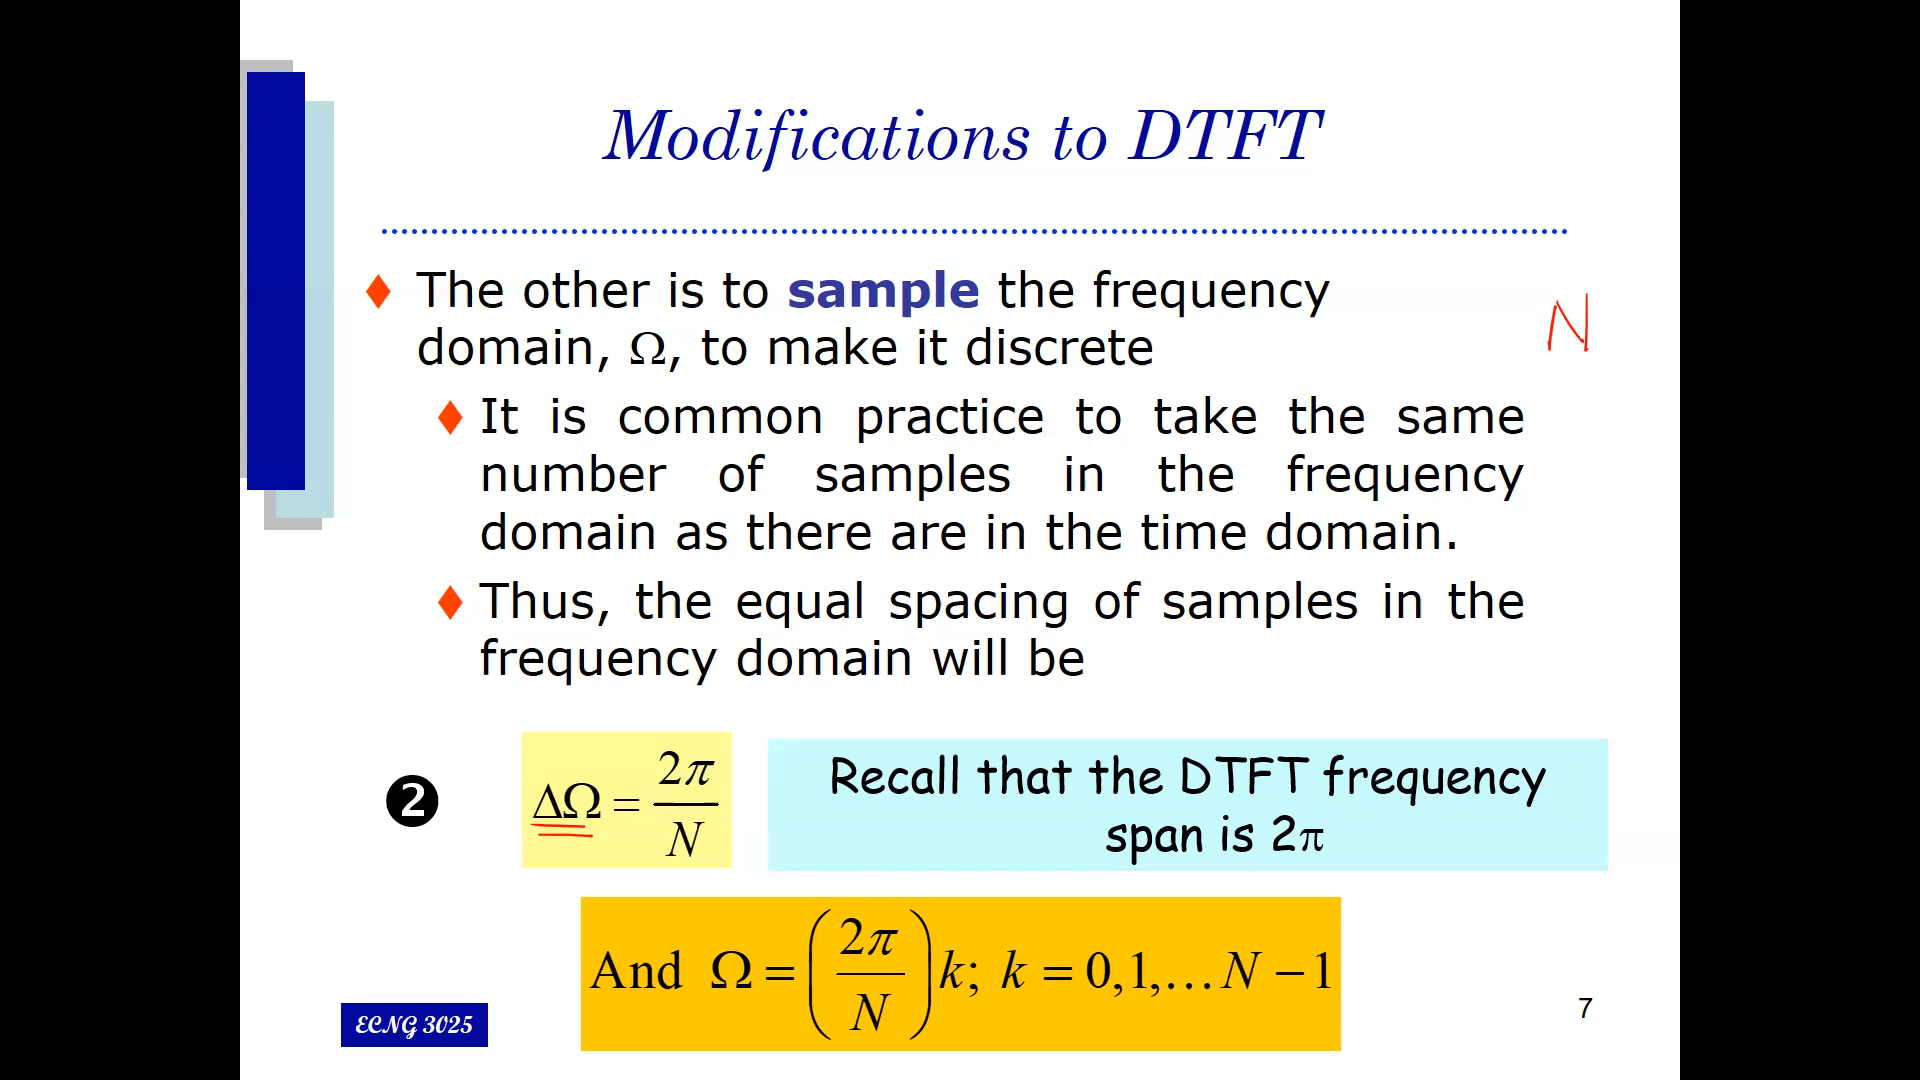 Modifications to DTFT
The other is to sample the frequency
N
domain, Ω, to make it discrete
It is common practice to take the same
number of samples in the frequency
domain as there are in the time domain.
Thus, the equal spacing of samples in the
frequency domain will be
❷
ΔΩ = 2π/N
Recall that the DTFT frequency
span is 2π
And Ω = (2π/N) k; k = 0,1,…N − 1
ECNG 3025
7